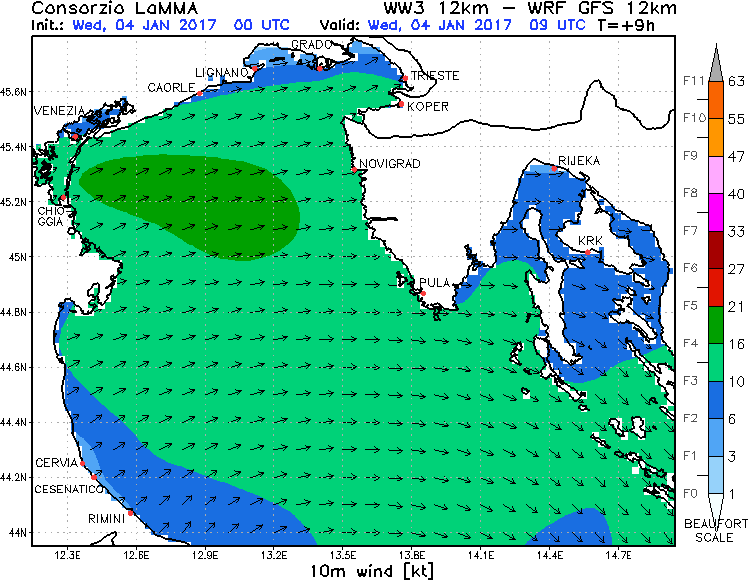 Consorzio LaMMA WW3 12km – WRF GFS 12km
Init.: Wed, 04 JAN 2017 00 UTC Valid: Wed, 04 JAN 2017 09 UTC T=+9h
GRADO
LIGNANO
TRIESTE
CAORLE
KOPER
VENEZIA
NOVIGRAD
RIJEKA
CHIOGGIA
KRK
PULA
CERVIA
CESENATICO
RIMINI
45.6N
45.4N
45.2N
45N
44.8N
44.6N
44.4N
44.2N
44N
12.3E 12.6E 12.9E 13.2E 13.5E 13.8E 14.1E 14.4E 14.7E
10m wind [kt]
F11 63
F10 55
F9 47
F8 40
F7 33
F6 27
F5 21
F4 16
F3 10
F2 6
F1 3
F0 1
BEAUFORT
SCALE